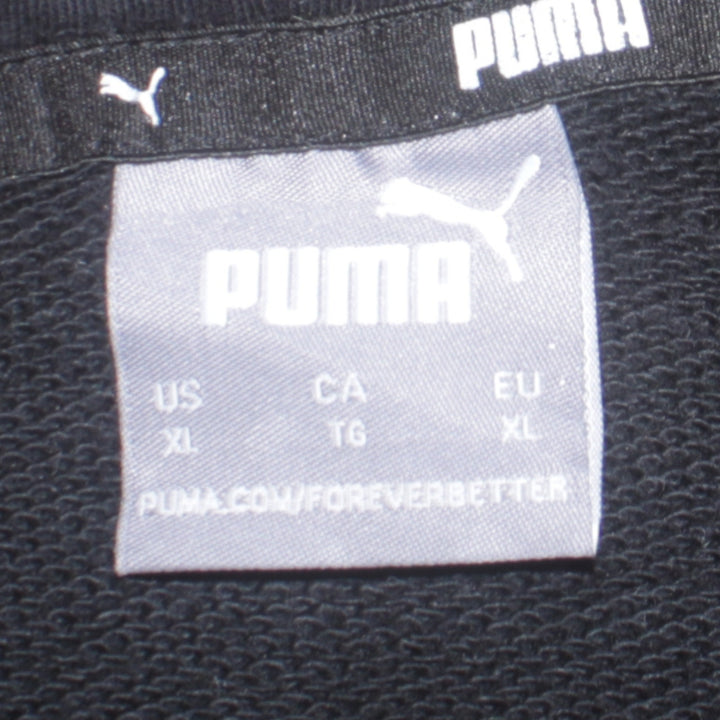 PUMA
PUMA
US CA EU
XL TG XL
PUMA.COM/FOREVERBETTER